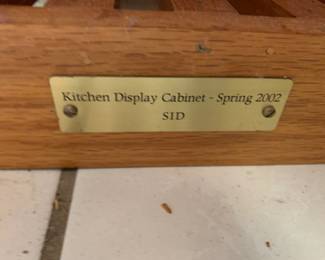 Kitchen Display Cabinet - Spring 2002
SID